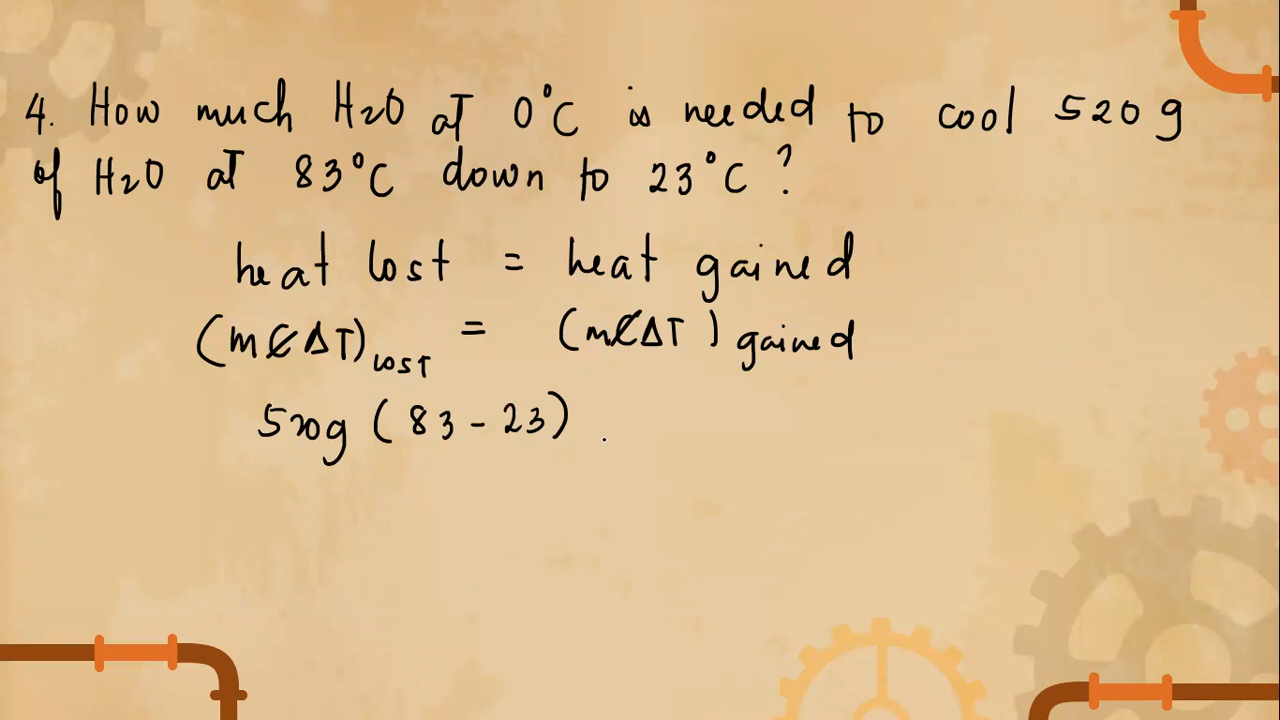 4. How much H2O at 0°C is needed to cool 520g
of H2O at 83°C down to 23°C?
heat lost = heat gained
(mCΔT)lost = (mCΔT) gained
520g (83-23)